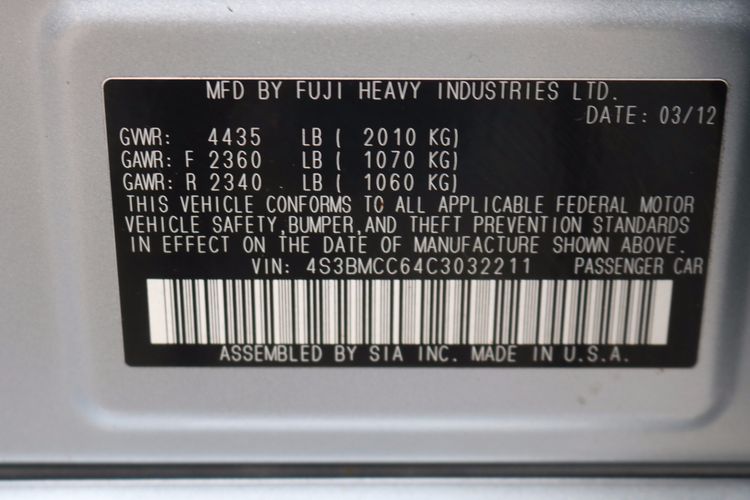 MFD BY FUJI HEAVY INDUSTRIES LTD.
DATE: 03/12
GVWR: 4435 LB ( 2010 KG)
GAWR: F 2360 LB ( 1070 KG)
GAWR: R 2340 LB ( 1060 KG)
THIS VEHICLE CONFORMS TO ALL APPLICABLE FEDERAL MOTOR
VEHICLE SAFETY,BUMPER,AND THEFT PREVENTION STANDARDS
IN EFFECT ON THE DATE OF MANUFACTURE SHOWN ABOVE.
VIN: 4S3BMCC64C3032211 PASSENGER CAR
ASSEMBLED BY SIA INC. MADE IN U.S.A.